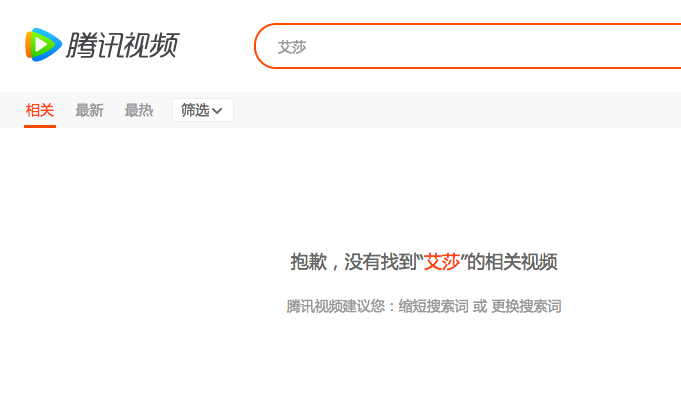 腾讯视频
艾莎
相关 最新 最热 筛选
抱歉，没有找到“艾莎”的相关视频
腾讯视频建议您：缩短搜索词 或 更换搜索词